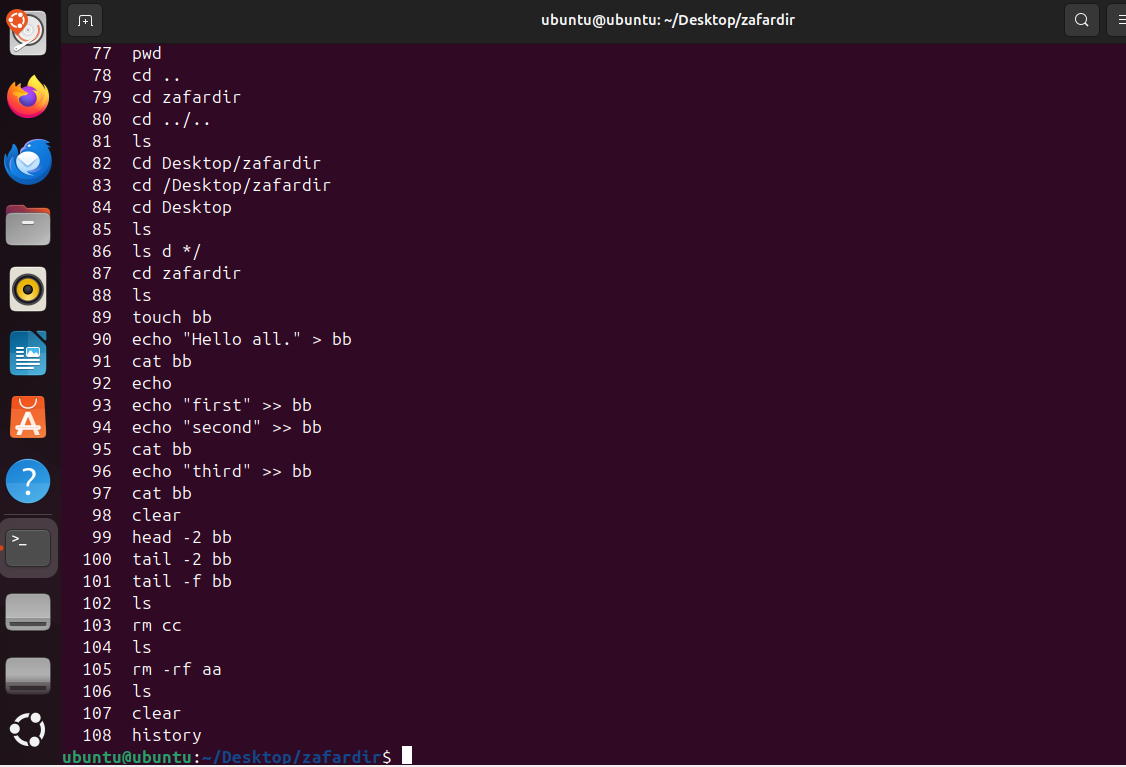 ubuntu@ubuntu: ~/Desktop/zafardir
77 pwd
78 cd ..
79 cd zafardir
80 cd ../..
81 ls
82 Cd Desktop/zafardir
83 cd /Desktop/zafardir
84 cd Desktop
85 ls
86 ls d */
87 cd zafardir
88 ls
89 touch bb
90 echo "Hello all." > bb
91 cat bb
92 echo
93 echo "first" >> bb
94 echo "second" >> bb
95 cat bb
96 echo "third" >> bb
97 cat bb
98 clear
99 head -2 bb
100 tail -2 bb
101 tail -f bb
102 ls
103 rm cc
104 ls
105 rm -rf aa
106 ls
107 clear
108 history
ubuntu@ubuntu:~/Desktop/zafardir$